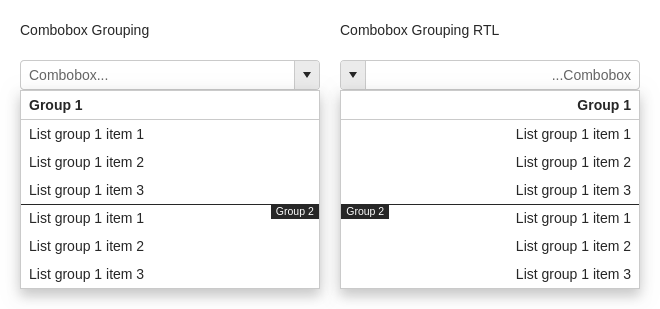 Combobox Grouping
Combobox...
Group 1
List group 1 item 1
List group 1 item 2
List group 1 item 3
Group 2
List group 1 item 1
List group 1 item 2
List group 1 item 3
Combobox Grouping RTL
...Combobox
Group 1
List group 1 item 1
List group 1 item 2
List group 1 item 3
Group 2
List group 1 item 1
List group 1 item 2
List group 1 item 3